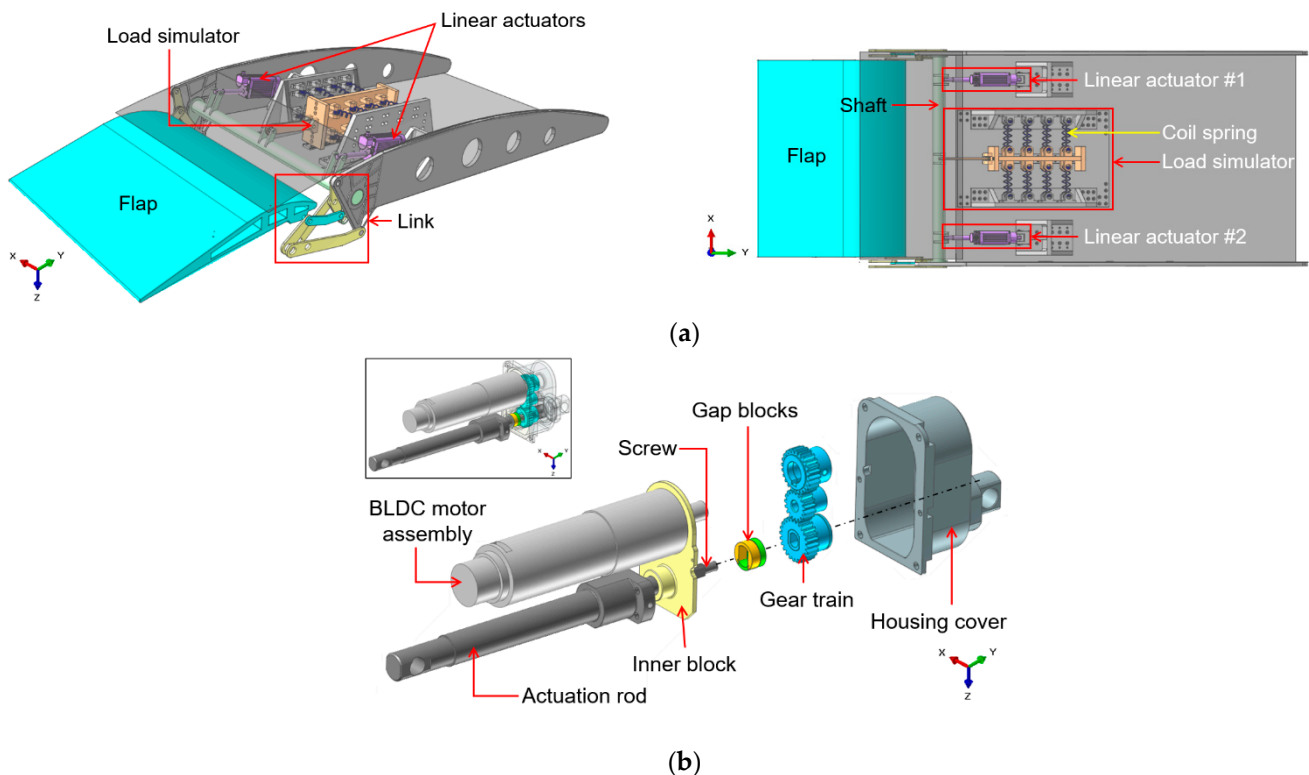 Linear actuators
Load simulator
Flap
Link
X
Y
Z
Linear actuator #1
Shaft
Coil spring
Load simulator
Flap
Linear actuator #2
X
Y
(a)
X
Y
Z
Gap blocks
Screw
BLDC motor
assembly
Gear train
Housing cover
Inner block
Actuation rod
X
Y
Z
(b)